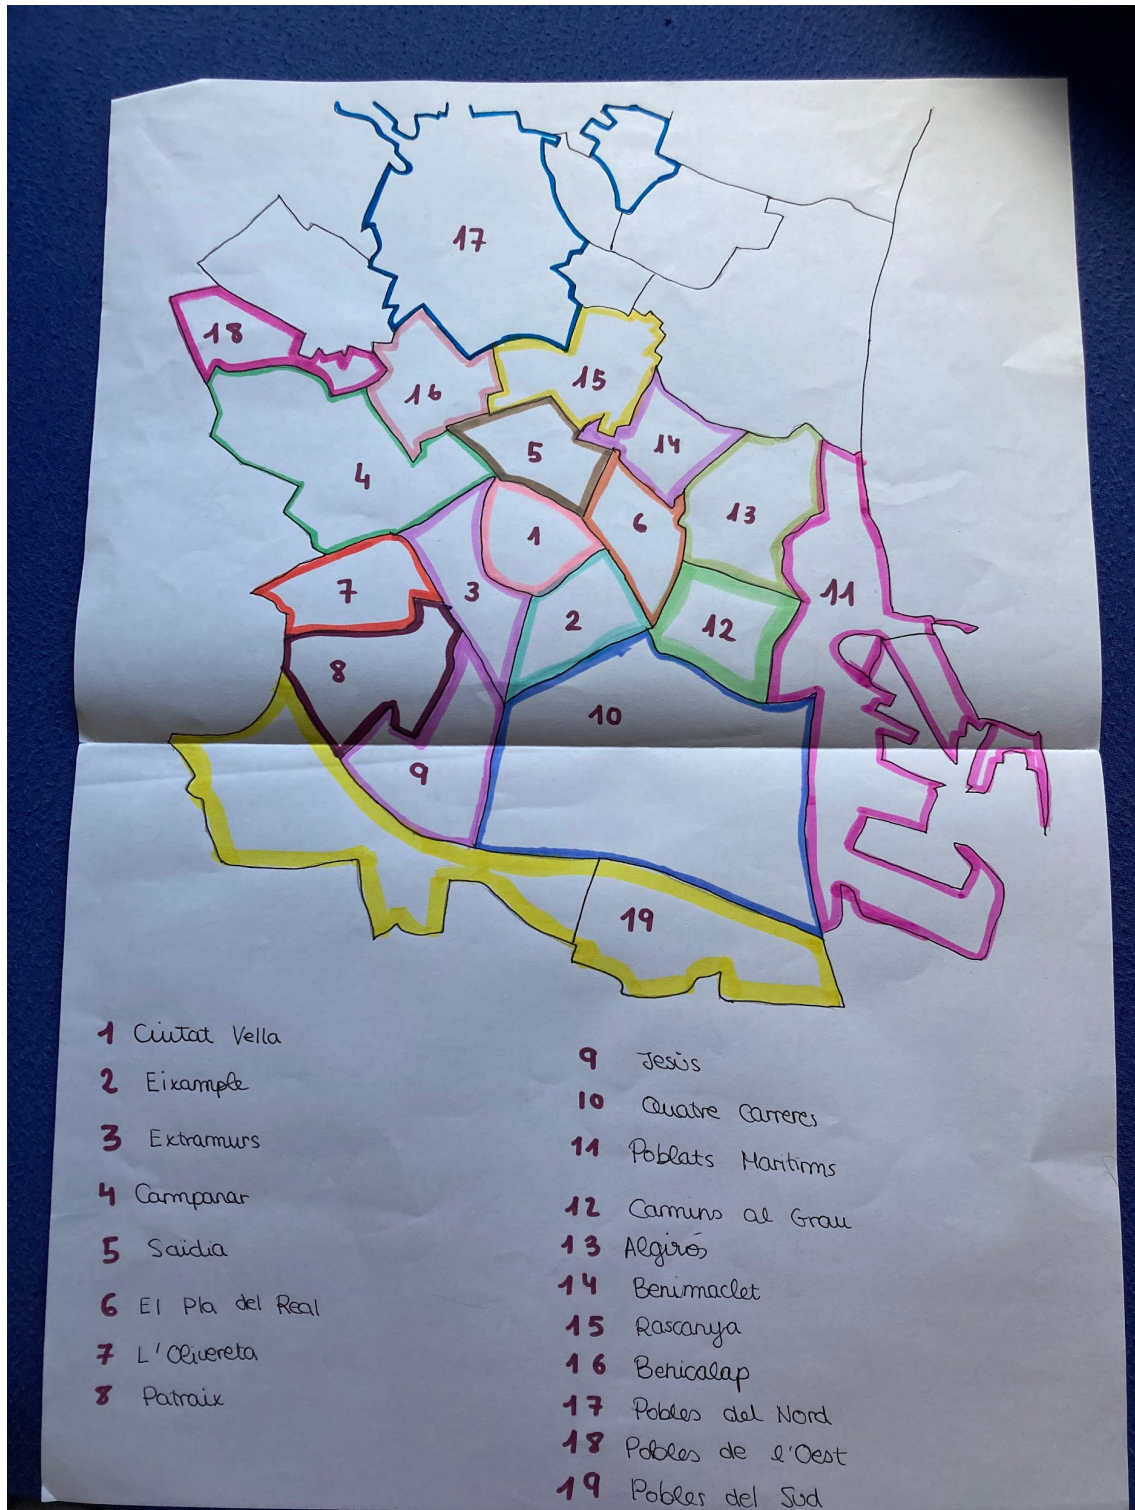 17
18
16
15
5
14
4
13
6
1
11
7
3
2
12
8
10
9
19
1 Ciutat Vella
2 Eixample
3 Extramurs
4 Campanar
5 Saïdia
6 El Pla del Real
7 L'Olivereta
8 Patraix
9 Jesús
10 Quatre Carreres
11 Poblats Marítims
12 Camins al Grau
13 Algirós
14 Benimaclet
15 Rascanya
16 Benicalap
17 Pobles del Nord
18 Pobles de l'Oest
19 Pobles del Sud